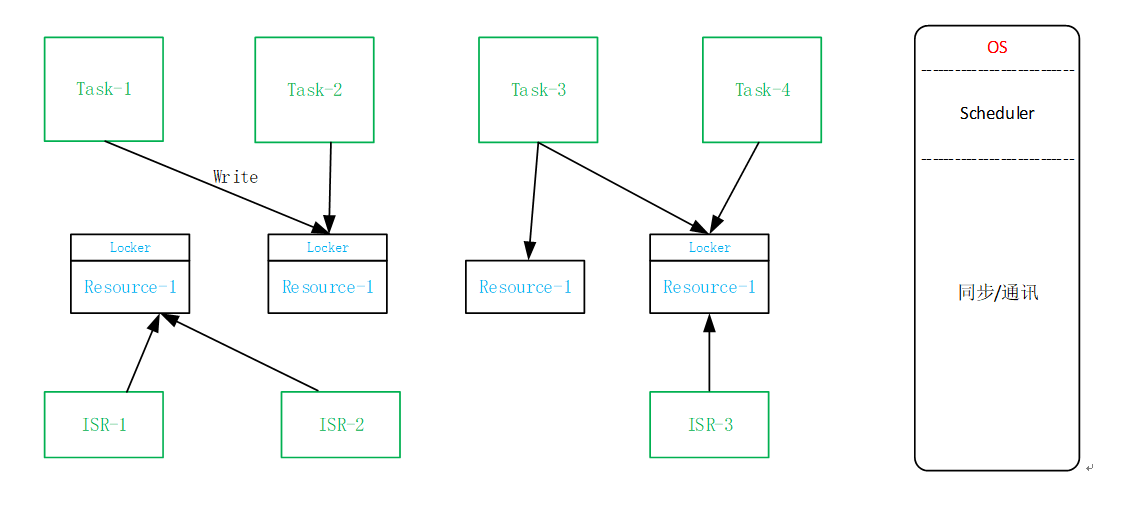 Task-1
Task-2
Task-3
Task-4
Write
Locker
Resource-1
Locker
Resource-1
Resource-1
Locker
Resource-1
ISR-1
ISR-2
ISR-3
OS
Scheduler
同步/通讯